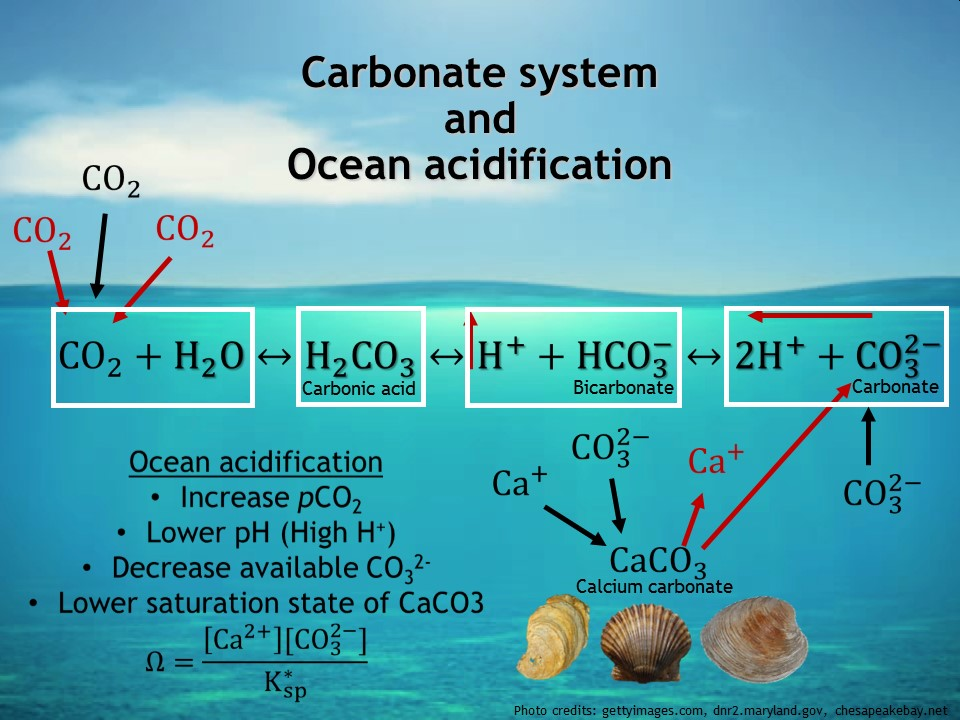 Carbonate system
and
Ocean acidification
CO₂
CO₂ CO₂
CO₂ + H₂O ↔ H₂CO₃ ↔ H⁺ + HCO₃⁻ ↔ 2H⁺ + CO₃²⁻
Carbonic acid Bicarbonate Carbonate
Ocean acidification
• Increase pCO₂
• Lower pH (High H⁺)
• Decrease available CO₃²⁻
• Lower saturation state of CaCO3
Ω = [Ca²⁺][CO₃²⁻] / K*sp
CO₃²⁻
Ca⁺
Ca⁺
CO₃²⁻
CaCO₃
Calcium carbonate
Photo credits: gettyimages.com, dnr2.maryland.gov, chesapeakebay.net